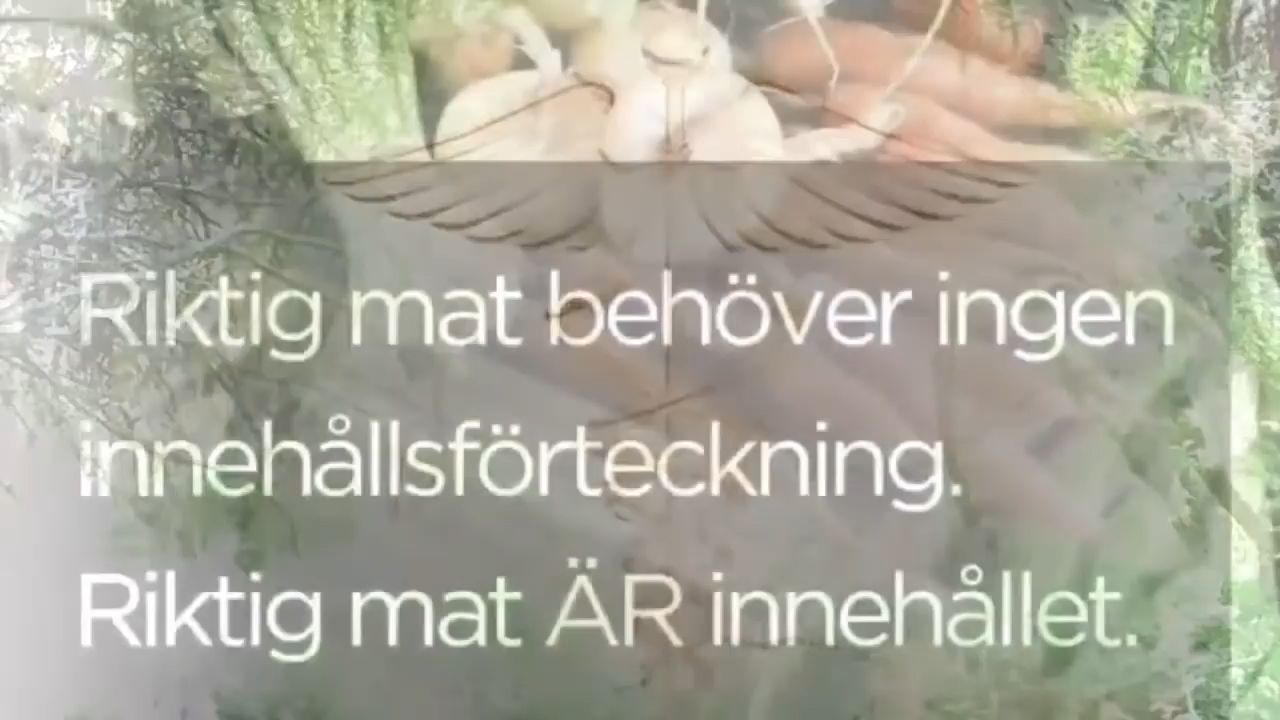 Riktig mat behöver ingen
innehållsförteckning.
Riktig mat ÄR innehållet.